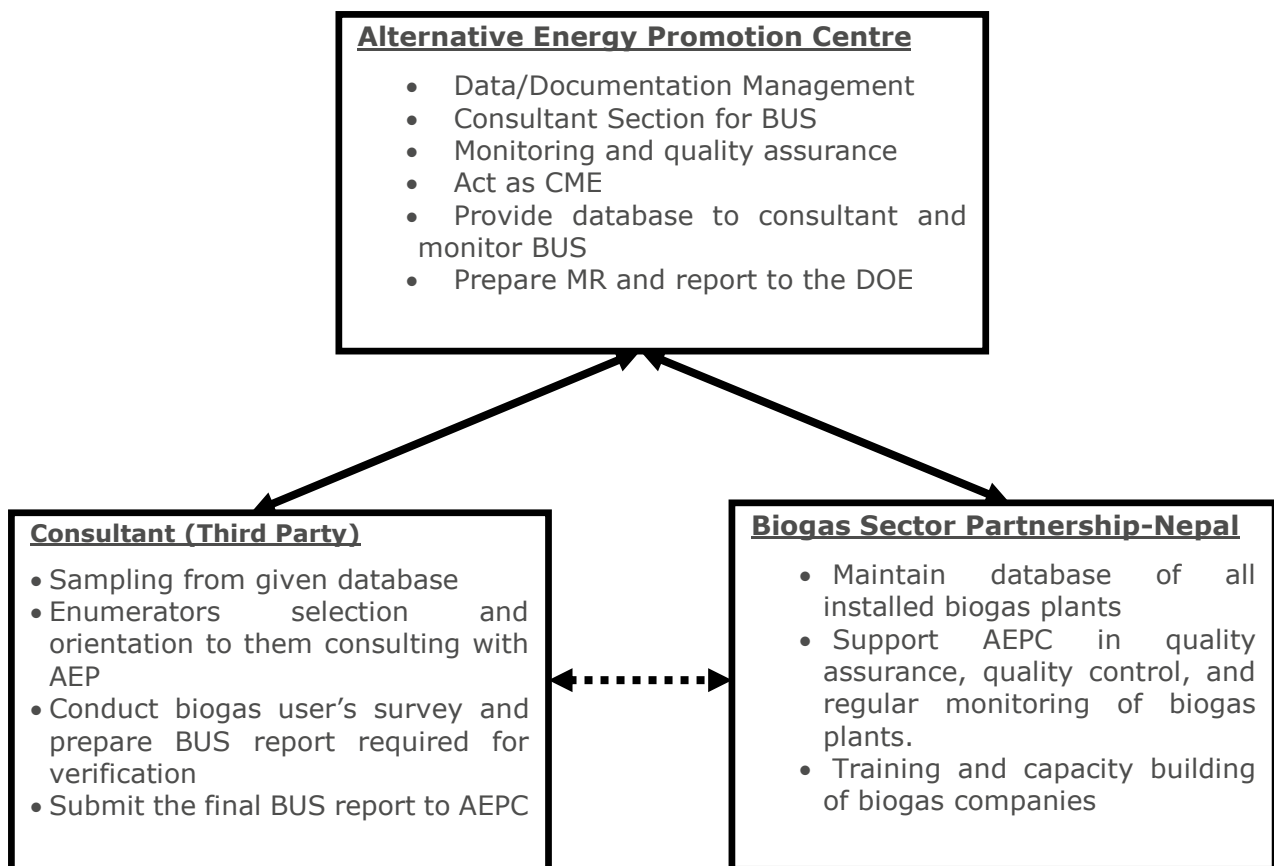 Alternative Energy Promotion Centre
• Data/Documentation Management
• Consultant Section for BUS
• Monitoring and quality assurance
• Act as CME
• Provide database to consultant and
monitor BUS
• Prepare MR and report to the DOE
Consultant (Third Party)
• Sampling from given database
• Enumerators selection and
orientation to them consulting with
AEP
• Conduct biogas user's survey and
prepare BUS report required for
verification
• Submit the final BUS report to AEPC
Biogas Sector Partnership-Nepal
• Maintain database of all
installed biogas plants
• Support AEPC in quality
assurance, quality control, and
regular monitoring of biogas
plants.
• Training and capacity building
of biogas companies